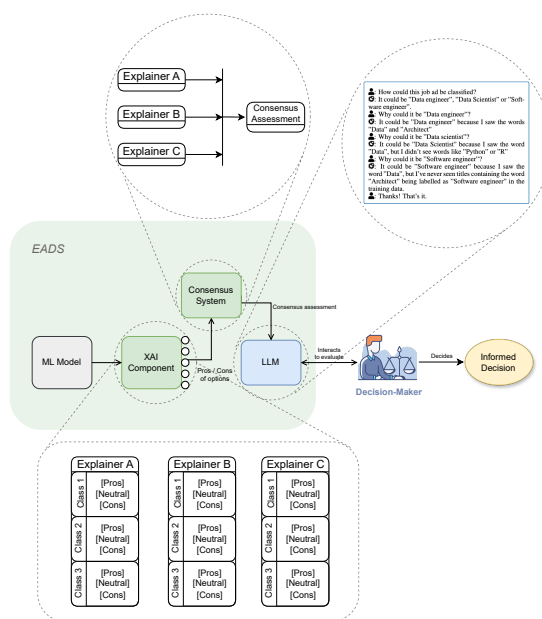 Explainer A
Explainer B
Explainer C
Consensus
Assessment
: How could this job ad be classified?
: It could be "Data engineer", "Data Scientist" or "Soft-
ware engineer".
: Why could it be "Data engineer"?
: It could be "Data engineer" because I saw the words
"Data" and "Architect"
: Why could it be "Data scientist"?
: It could be "Data Scientist" because I saw the word
"Data", but I didn't see words like "Python" or "R"
: Why could it be "Software engineer"?
: It could be "Software engineer" because I saw the
word "Data", but I've never seen titles containing the word
"Architect" being labelled as "Software engineer" in the
training data.
: Thanks! That's it.
EADS
Consensus
System
Consensus assessment
ML Model
XAI
Component
Pros-/ Cons
of options
LLM
Interacts
to evaluate
Decision-Maker
Decides
Informed
Decision
Explainer A
Class 1
[Pros]
[Neutral]
[Cons]
Class 2
[Pros]
[Neutral]
[Cons]
Class 3
[Pros]
[Neutral]
[Cons]
Explainer B
Class 1
[Pros]
[Neutral]
[Cons]
Class 2
[Pros]
[Neutral]
[Cons]
Class 3
[Pros]
[Neutral]
[Cons]
Explainer C
Class 1
[Pros]
[Neutral]
[Cons]
Class 2
[Pros]
[Neutral]
[Cons]
Class 3
[Pros]
[Neutral]
[Cons]